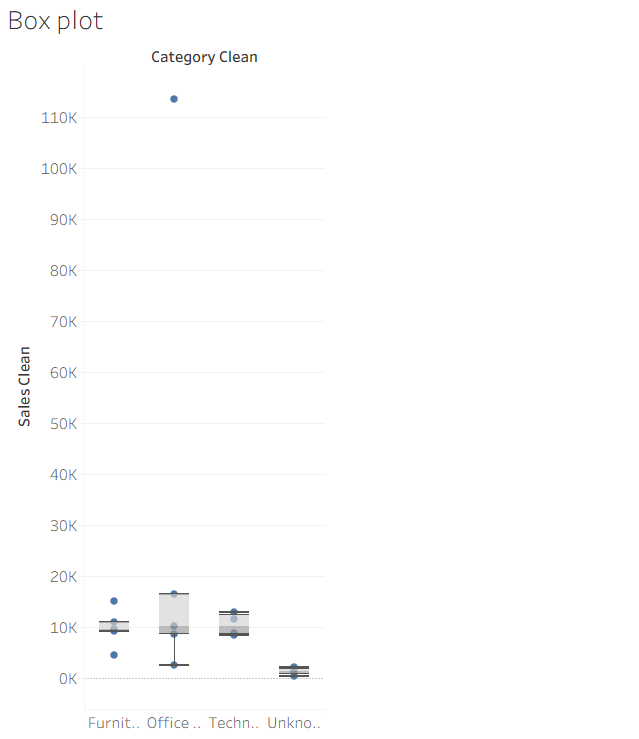 Box plot
Category Clean
110K
100K
90K
80K
70K
60K
50K
40K
30K
20K
10K
0K
Sales Clean
Furnit.. Office .. Techn.. Unkno..